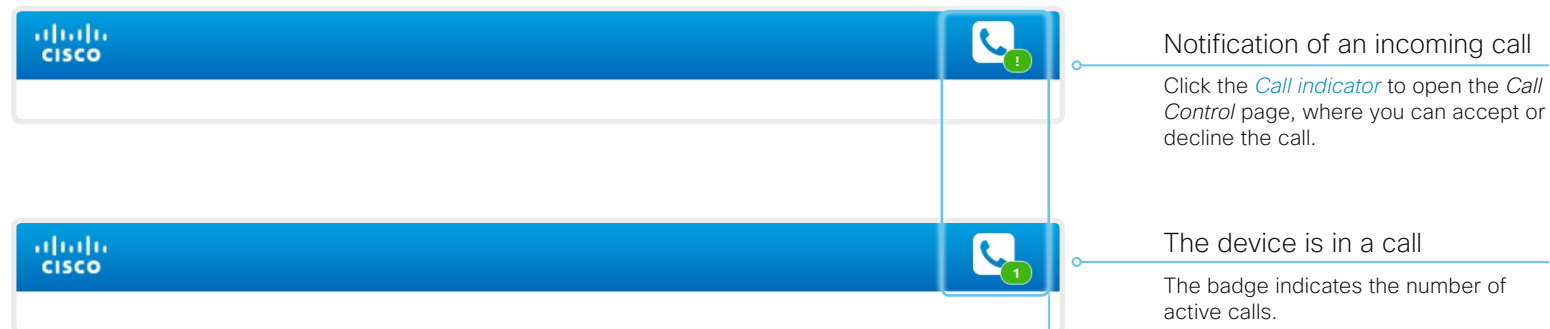 CISCO
!
Notification of an incoming call
Click the Call indicator to open the Call
Control page, where you can accept or
decline the call.
CISCO
1
The device is in a call
The badge indicates the number of
active calls.